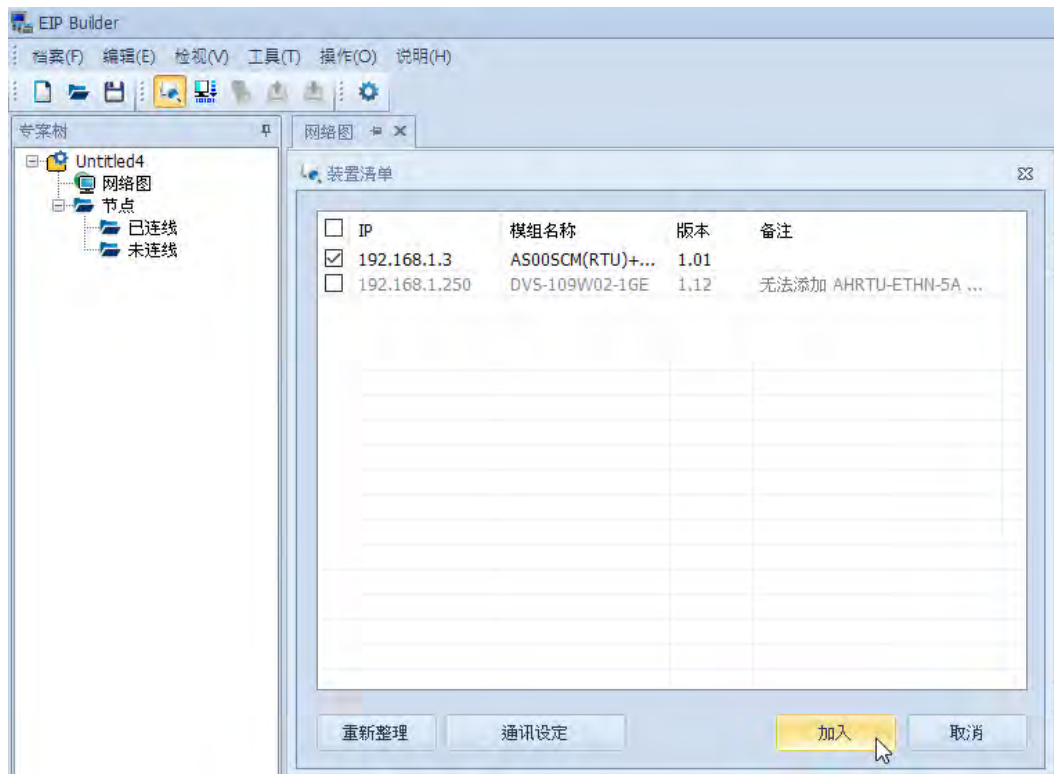 EIP Builder
档案(F) 编辑(E) 检视(V) 工具(T) 操作(O) 说明(H)
专案树
Untitled4
网络图
节点
已连线
未连线
网络图
装置清单
IP 模组名称 版本 备注
192.168.1.3 AS00SCM(RTU)+... 1.01
192.168.1.250 DVS-109W02-1GE 1.12 无法添加 AHRTU-ETHN-5A ...
重新整理 通讯设定 加入 取消